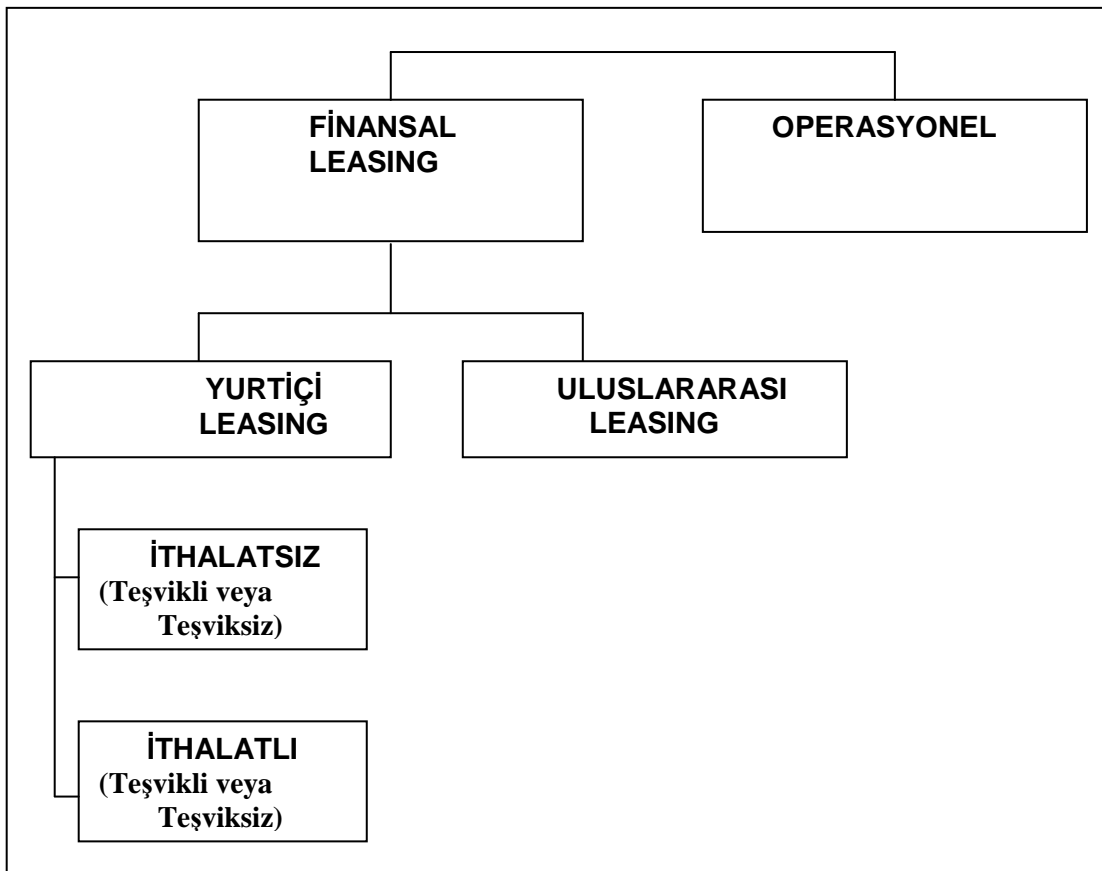 FİNANSAL
LEASING
OPERASYONEL
YURTİÇİ
LEASING
ULUSLARARASI
LEASING
İTHALATSIZ
(Teşvikli veya
Teşviksiz)
İTHALATLI
(Teşvikli veya
Teşviksiz)